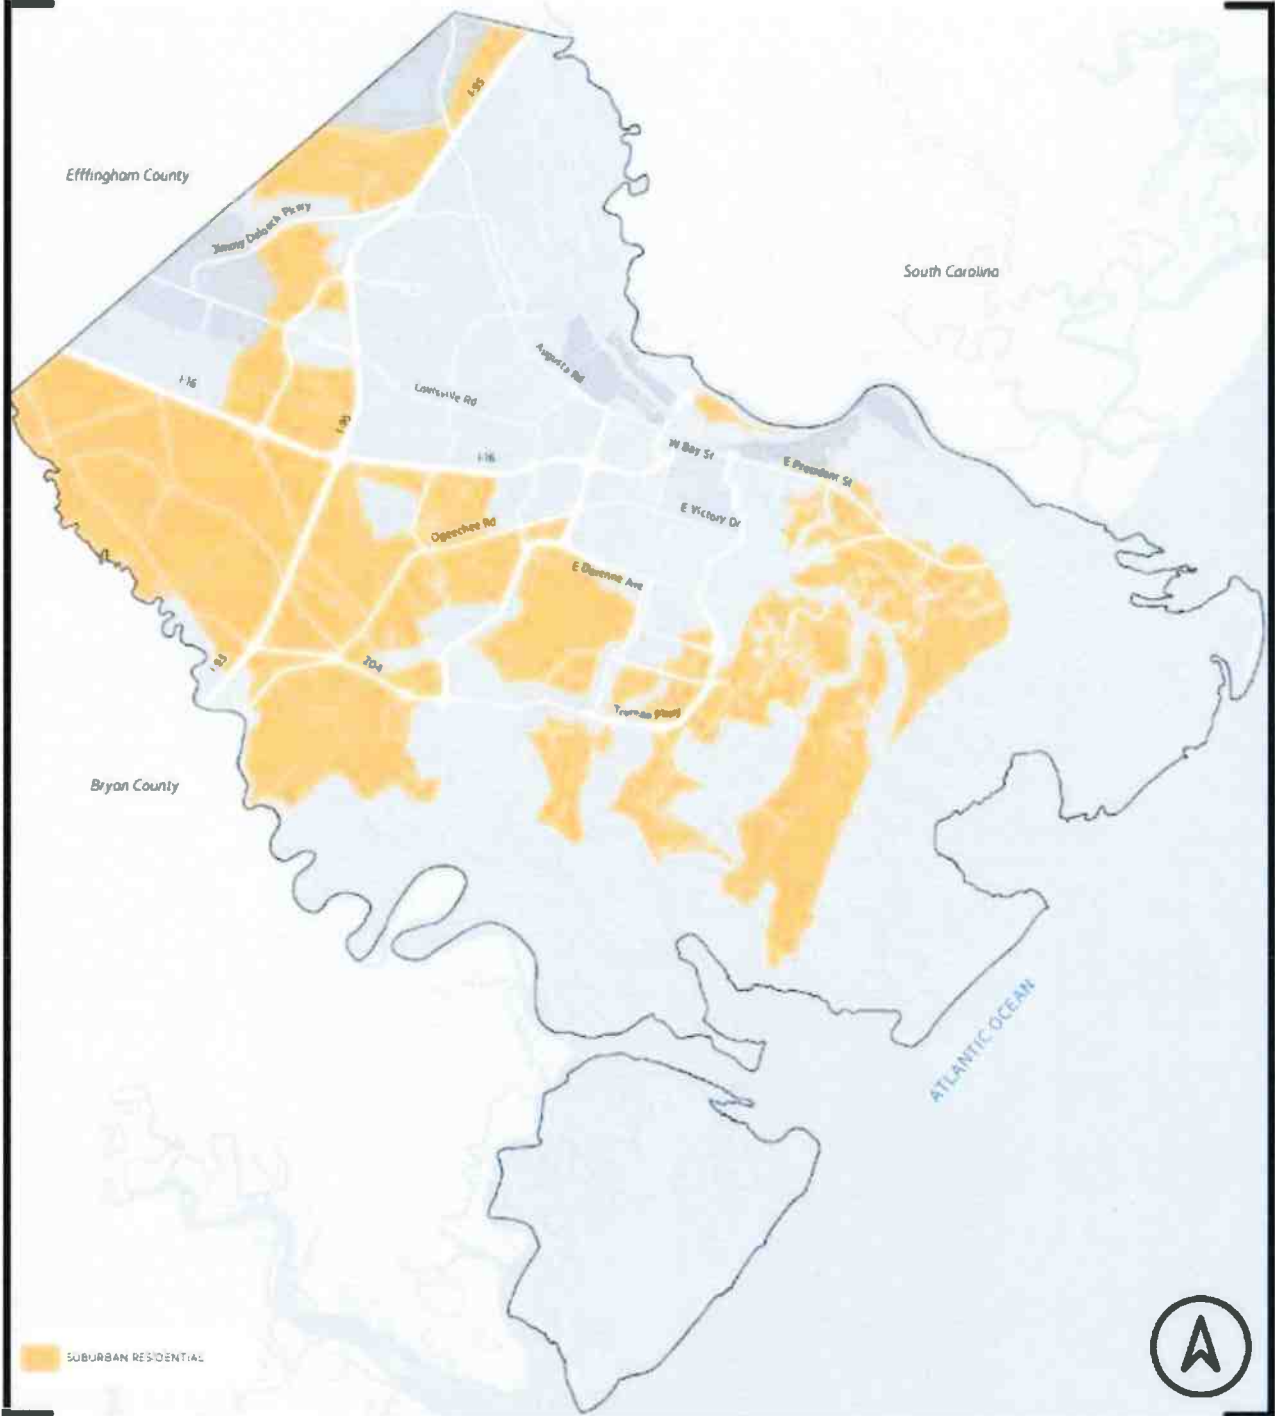 I-95
Efffingham County
Jimmy Deloach Pkwy
South Carolina
Augusta Rd
I-16
Louisville Rd
I-95
W Bay St
I-16
E President St
E Victory Dr
Ogeechee Rd
E Derenne Ave
I-95
204
Truman Pkwy
Bryan County
ATLANTIC OCEAN
SUBURBAN RESIDENTIAL